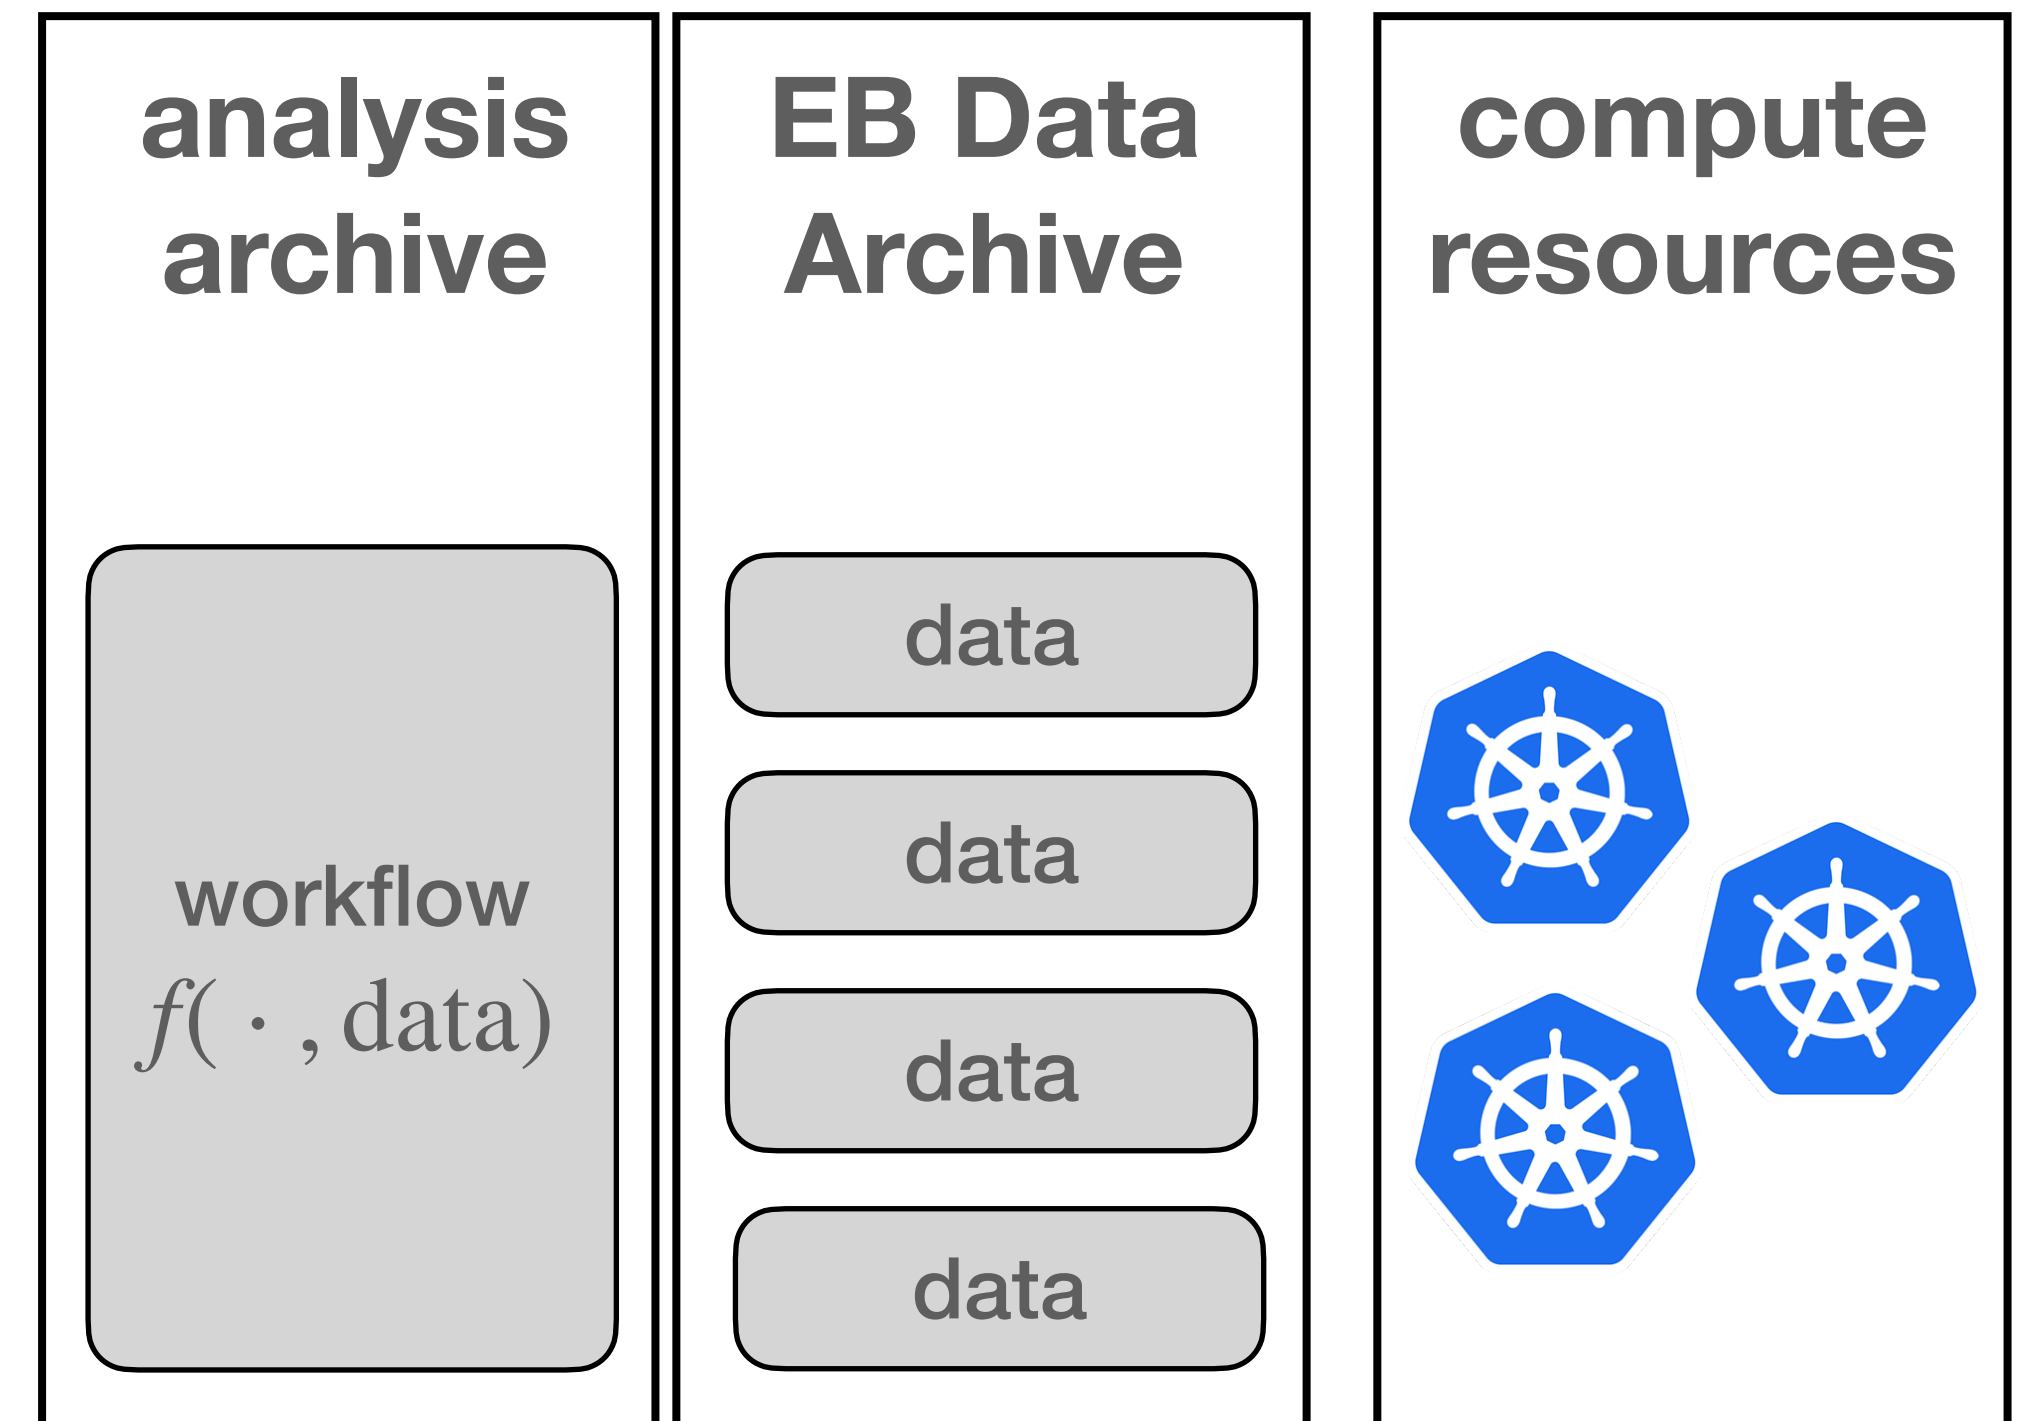 analysis
archive
workflow
f( · , data)
EB Data
Archive
data
data
data
data
compute
resources